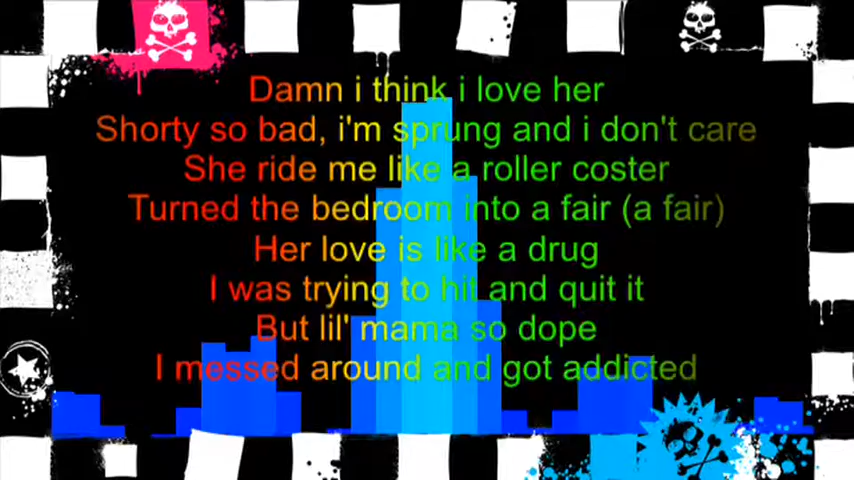 Damn i think i love her
Shorty so bad, i'm sprung and i don't care
She ride me like a roller coster
Turned the bedroom into a fair (a fair)
Her love is like a drug
I was trying to hit and quit it
But lil' mama so dope
I messed around and got addicted